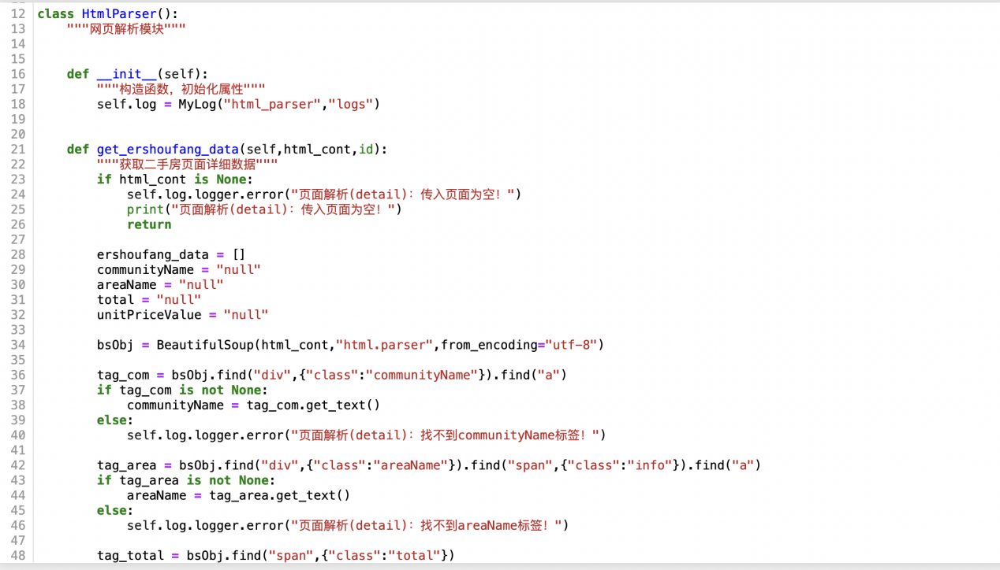 12 class HtmlParser():
13     """网页解析模块"""
14
15
16     def __init__(self):
17         """构造函数，初始化属性"""
18         self.log = MyLog("html_parser","logs")
19
20
21     def get_ershoufang_data(self,html_cont,id):
22         """获取二手房页面详细数据"""
23         if html_cont is None:
24             self.log.logger.error("页面解析(detail)：传入页面为空！")
25             print("页面解析(detail)：传入页面为空！")
26             return
27
28         ershoufang_data = []
29         communityName = "null"
30         areaName = "null"
31         total = "null"
32         unitPriceValue = "null"
33
34         bsObj = BeautifulSoup(html_cont,"html.parser",from_encoding="utf-8")
35
36         tag_com = bsObj.find("div",{"class":"communityName"}).find("a")
37         if tag_com is not None:
38             communityName = tag_com.get_text()
39         else:
40             self.log.logger.error("页面解析(detail)：找不到communityName标签！")
41
42         tag_area = bsObj.find("div",{"class":"areaName"}).find("span",{"class":"info"}).find("a")
43         if tag_area is not None:
44             areaName = tag_area.get_text()
45         else:
46             self.log.logger.error("页面解析(detail)：找不到areaName标签！")
47
48         tag_total = bsObj.find("span",{"class":"total"})